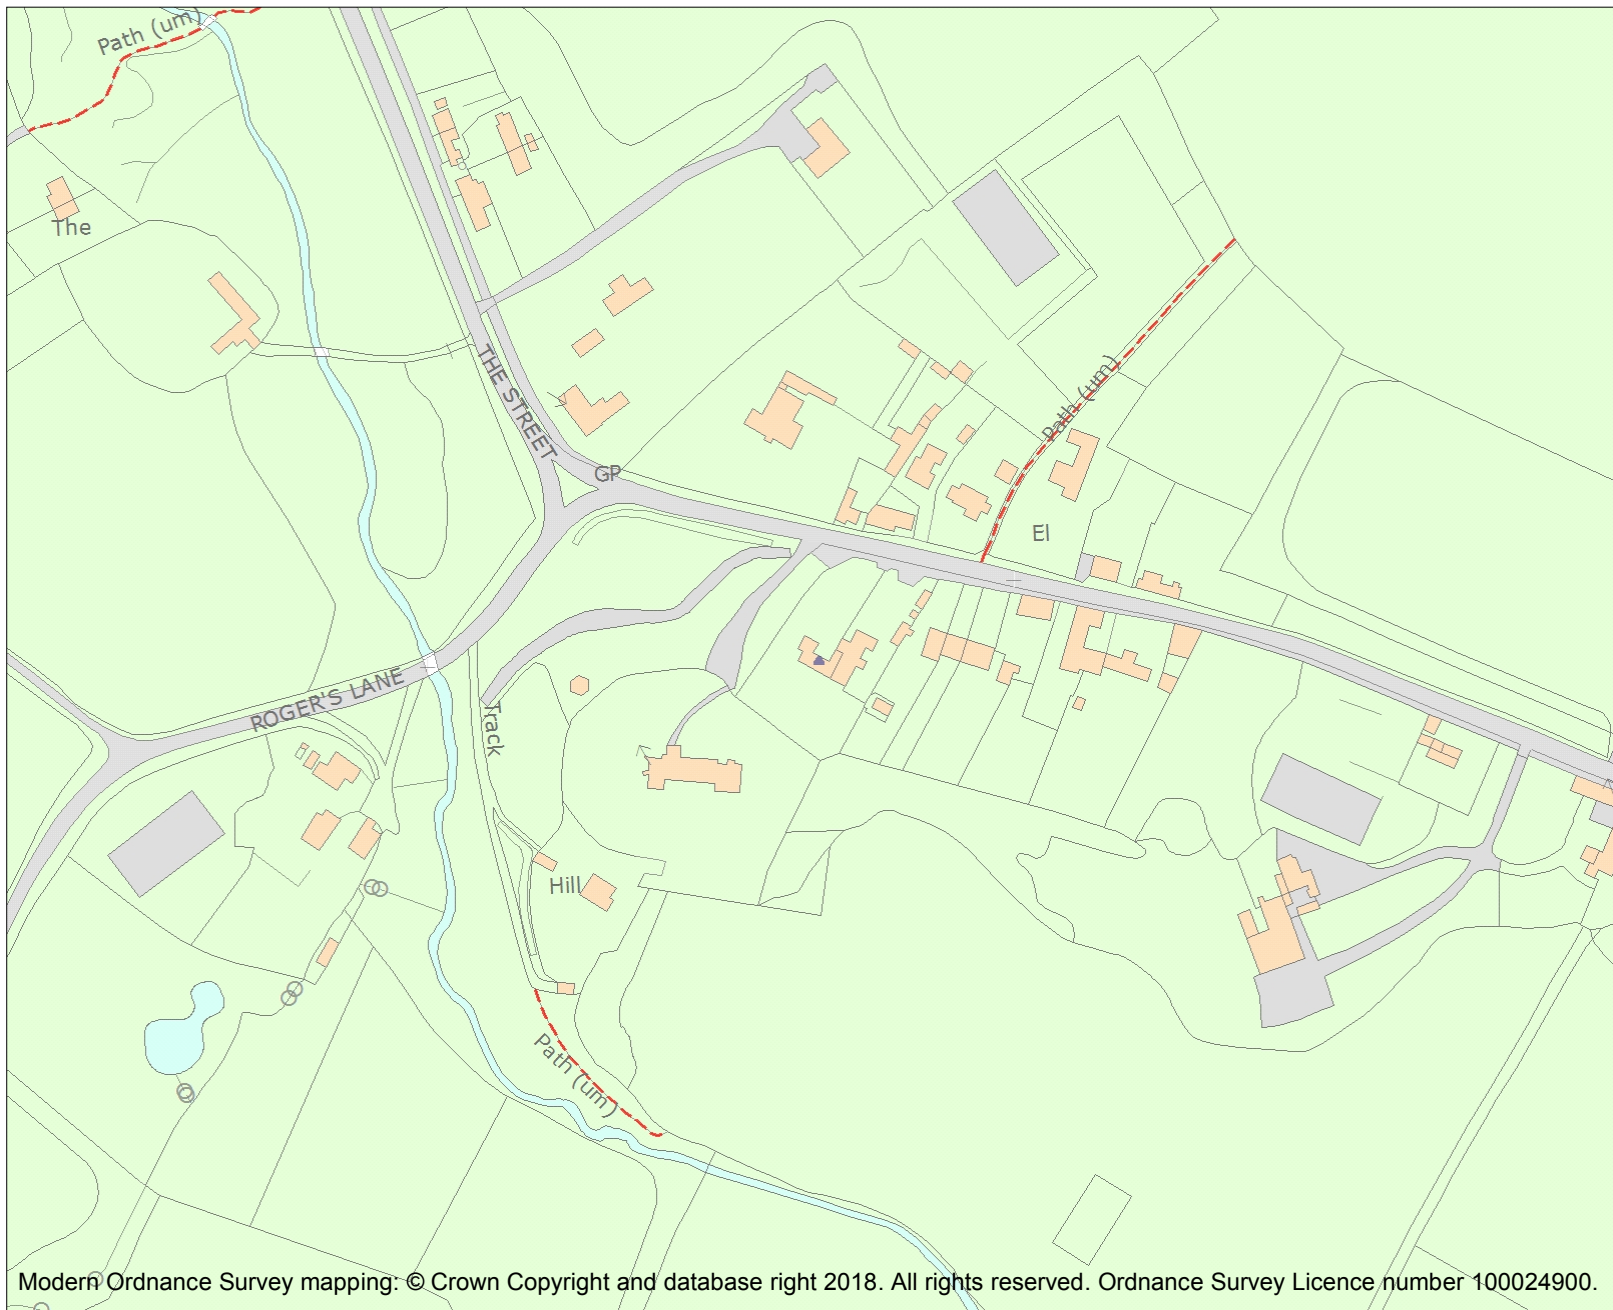 Path (um)
The
THE STREET
GP
Path (um)
El
ROGER'S LANE
Track
Hill
Path (um)
Modern Ordnance Survey mapping: © Crown Copyright and database right 2018. All rights reserved. Ordnance Survey Licence number 100024900.